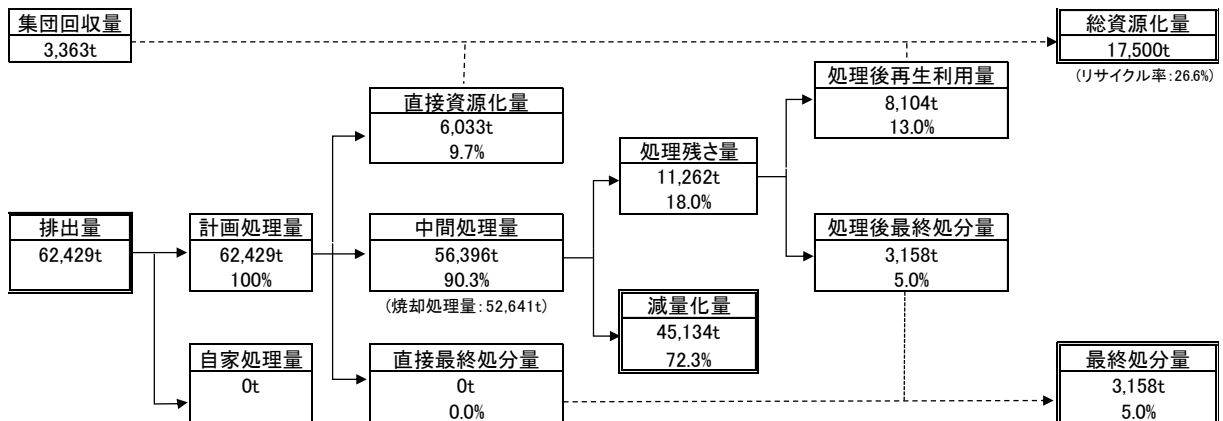 集団回収量
3,363t
総資源化量
17,500t
(リサイクル率:26.6%)
処理後再生利用量
8,104t
13.0%
直接資源化量
6,033t
9.7%
処理残さ量
11,262t
18.0%
排出量
62,429t
計画処理量
62,429t
100%
中間処理量
56,396t
90.3%
(焼却処理量:52,641t)
処理後最終処分量
3,158t
5.0%
減量化量
45,134t
72.3%
自家処理量
0t
直接最終処分量
0t
0.0%
最終処分量
3,158t
5.0%